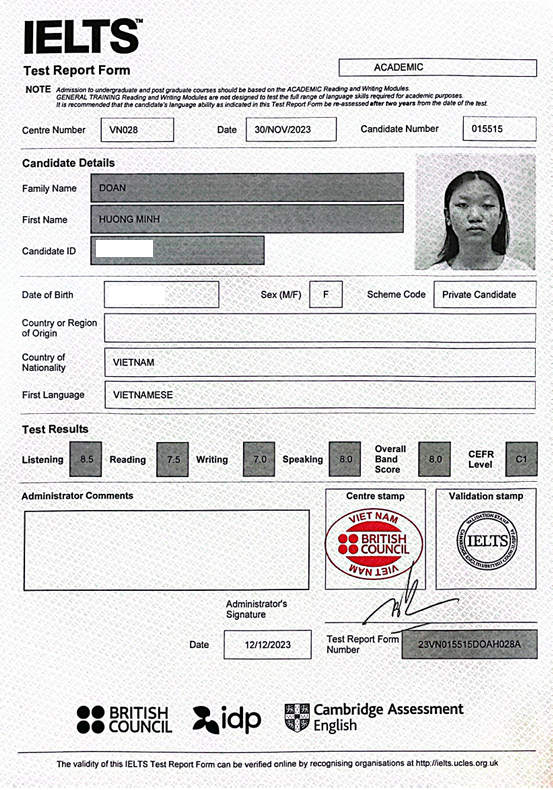 IELTS™
Test Report Form
ACADEMIC
NOTE Admission to undergraduate and post graduate courses should be based on the ACADEMIC Reading and Writing Modules.
GENERAL TRAINING Reading and Writing Modules are not designed to test the full range of language skills required for academic purposes.
It is recommended that the candidate's language ability as indicated in this Test Report Form be re-assessed after two years from the date of the test.
Centre Number VN028 Date 30/NOV/2023 Candidate Number 015515
Candidate Details
Family Name DOAN
First Name HUONG MINH
Candidate ID
Date of Birth Sex (M/F) F Scheme Code Private Candidate
Country or Region
of Origin
Country of
Nationality VIETNAM
First Language VIETNAMESE
Test Results
Listening 8.5 Reading 7.5 Writing 7.0 Speaking 8.0 Overall Band Score 8.0 CEFR Level C1
Administrator Comments
Centre stamp
Validation stamp
VIET NAM
BRITISH
COUNCIL
VIET NAM
VALIDATION STAMP
IELTS
Administrator's
Signature
Date 12/12/2023
Test Report Form
Number 23VN015515DOAH028A
BRITISH
COUNCIL
idp
Cambridge Assessment
English
The validity of this IELTS Test Report Form can be verified online by recognising organisations at http://ielts.ucles.org.uk